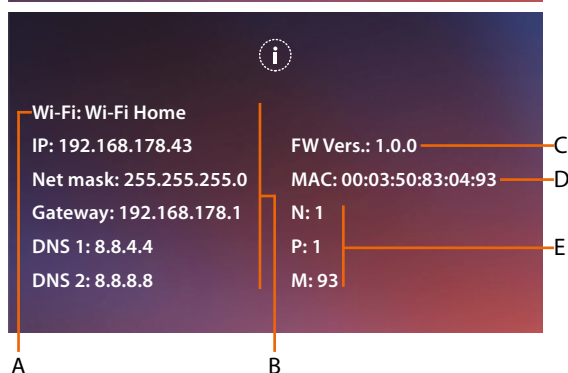 i
Wi-Fi: Wi-Fi Home
IP: 192.168.178.43
Net mask: 255.255.255.0
Gateway: 192.168.178.1
DNS 1: 8.8.4.4
DNS 2: 8.8.8.8
FW Vers.: 1.0.0
MAC: 00:03:50:83:04:93
N: 1
P: 1
M: 93
C
D
E
A
B